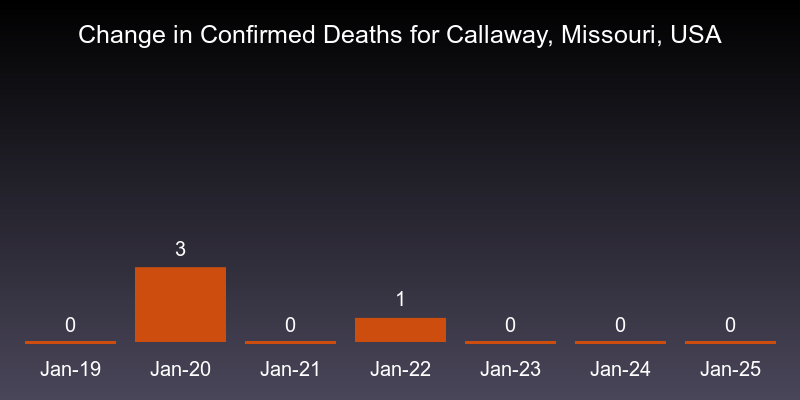 Change in Confirmed Deaths for Callaway, Missouri, USA
3
1
0 0 0 0 0
Jan-19 Jan-20 Jan-21 Jan-22 Jan-23 Jan-24 Jan-25